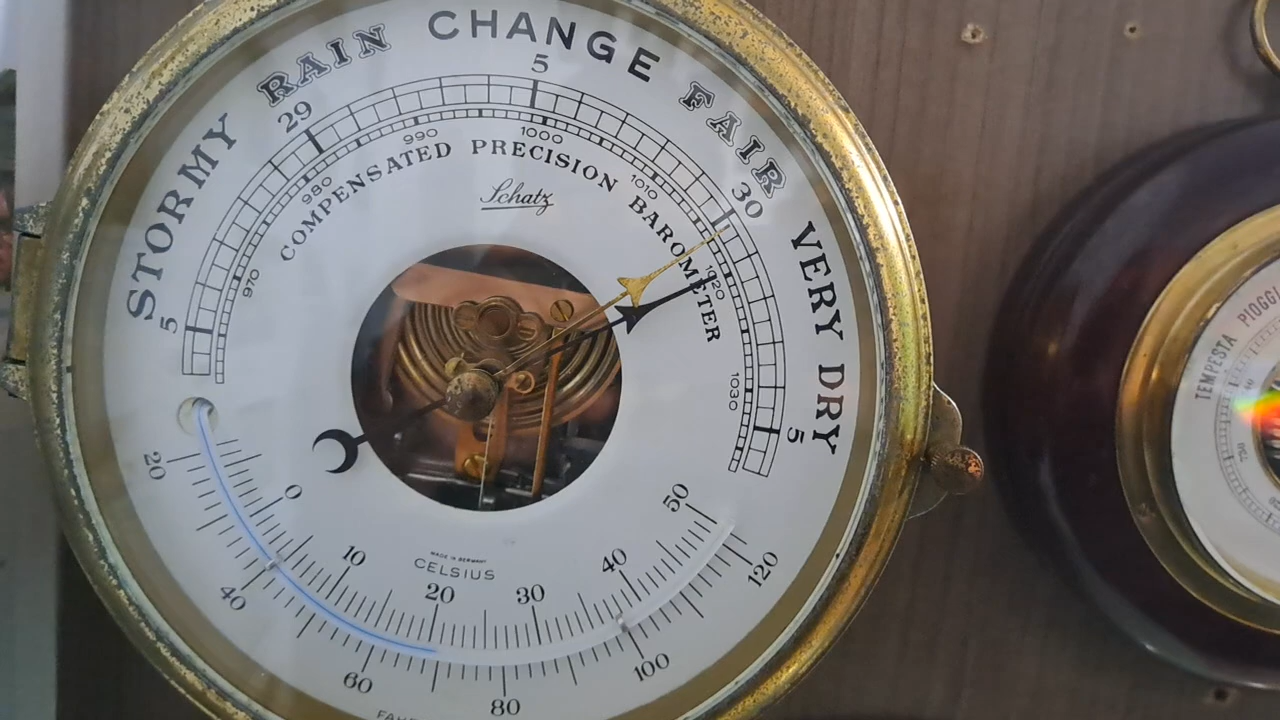 STORMY RAIN CHANGE FAIR VERY DRY
5 29 5 30 5
970 980 990 1000 1010 1020 1030
COMPENSATED PRECISION BAROMETER
Schatz
MADE IN GERMANY
CELSIUS
0 10 20 30 40 50
20 40 60 80 100 120
TEMPESTA